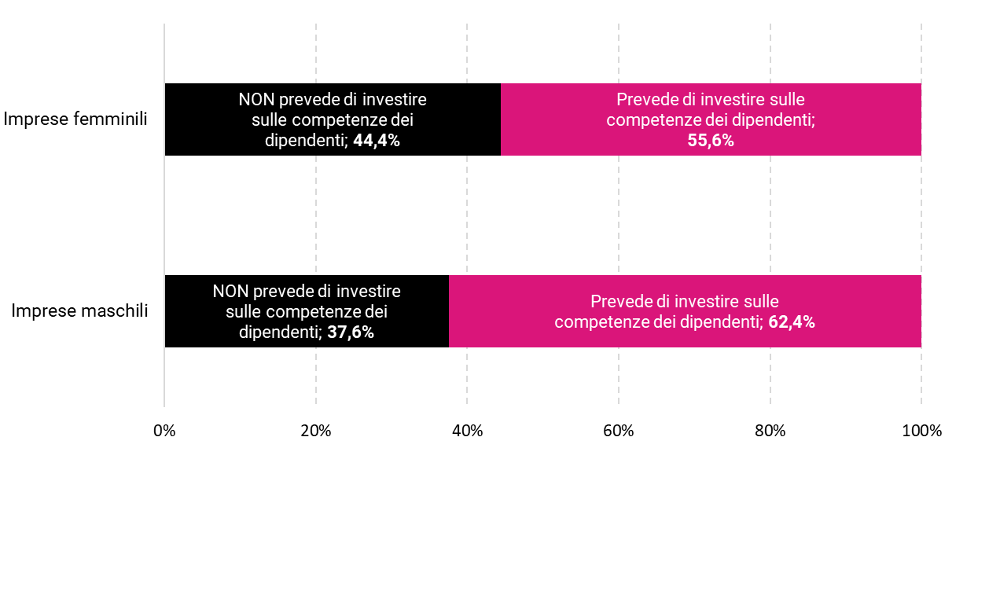 NON prevede di investire
sulle competenze dei
dipendenti; 44,4%
Prevede di investire sulle
competenze dei dipendenti;
55,6%
Imprese femminili
NON prevede di investire
sulle competenze dei
dipendenti; 37,6%
Prevede di investire sulle
competenze dei dipendenti; 62,4%
Imprese maschili
0% 20% 40% 60% 80% 100%